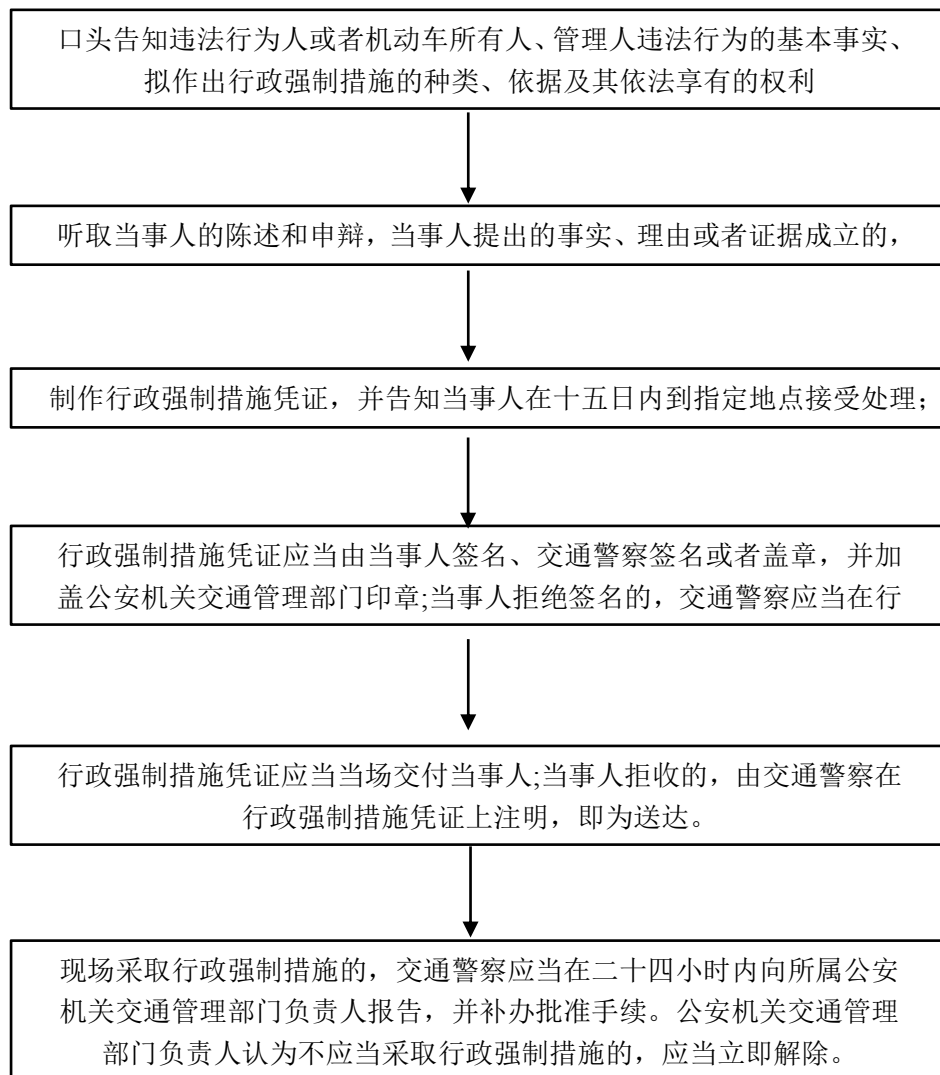 口头告知违法行为人或者机动车所有人、管理人违法行为的基本事实、
拟作出行政强制措施的种类、依据及其依法享有的权利
听取当事人的陈述和申辩，当事人提出的事实、理由或者证据成立的，
制作行政强制措施凭证，并告知当事人在十五日内到指定地点接受处理；
行政强制措施凭证应当由当事人签名、交通警察签名或者盖章，并加
盖公安机关交通管理部门印章;当事人拒绝签名的，交通警察应当在行
行政强制措施凭证应当当场交付当事人;当事人拒收的，由交通警察在
行政强制措施凭证上注明，即为送达。
现场采取行政强制措施的，交通警察应当在二十四小时内向所属公安
机关交通管理部门负责人报告，并补办批准手续。公安机关交通管理
部门负责人认为不应当采取行政强制措施的，应当立即解除。